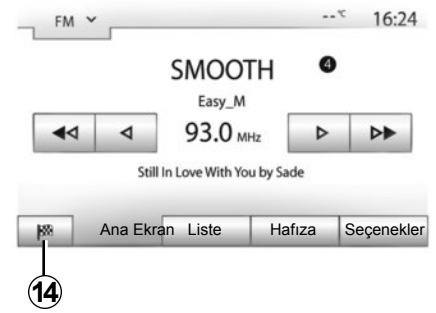 FM --°C 16:24
SMOOTH 4
Easy_M
93.0 MHz
Still In Love With You by Sade
Ana Ekran Liste Hafıza Seçenekler
14